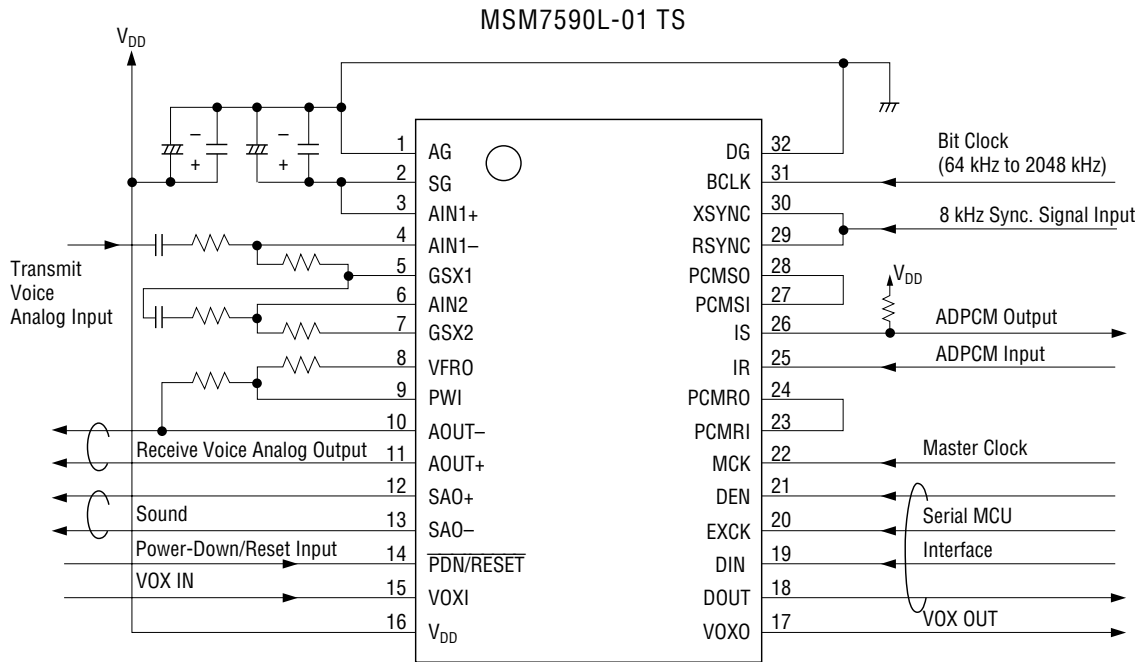 MSM7590L-01 TS
VDD
− +
− +
Transmit
Voice
Analog Input
Receive Voice Analog Output
Sound
Power-Down/Reset Input
VOX IN
1 AG
2 SG
3 AIN1+
4 AIN1−
5 GSX1
6 AIN2
7 GSX2
8 VFRO
9 PWI
10 AOUT−
11 AOUT+
12 SAO+
13 SAO−
14 PDN/RESET
15 VOXI
16 VDD
DG 32
BCLK 31
XSYNC 30
RSYNC 29
PCMSO 28
PCMSI 27
IS 26
IR 25
PCMRO 24
PCMRI 23
MCK 22
DEN 21
EXCK 20
DIN 19
DOUT 18
VOXO 17
Bit Clock
(64 kHz to 2048 kHz)
8 kHz Sync. Signal Input
VDD
ADPCM Output
ADPCM Input
Master Clock
Serial MCU
Interface
VOX OUT